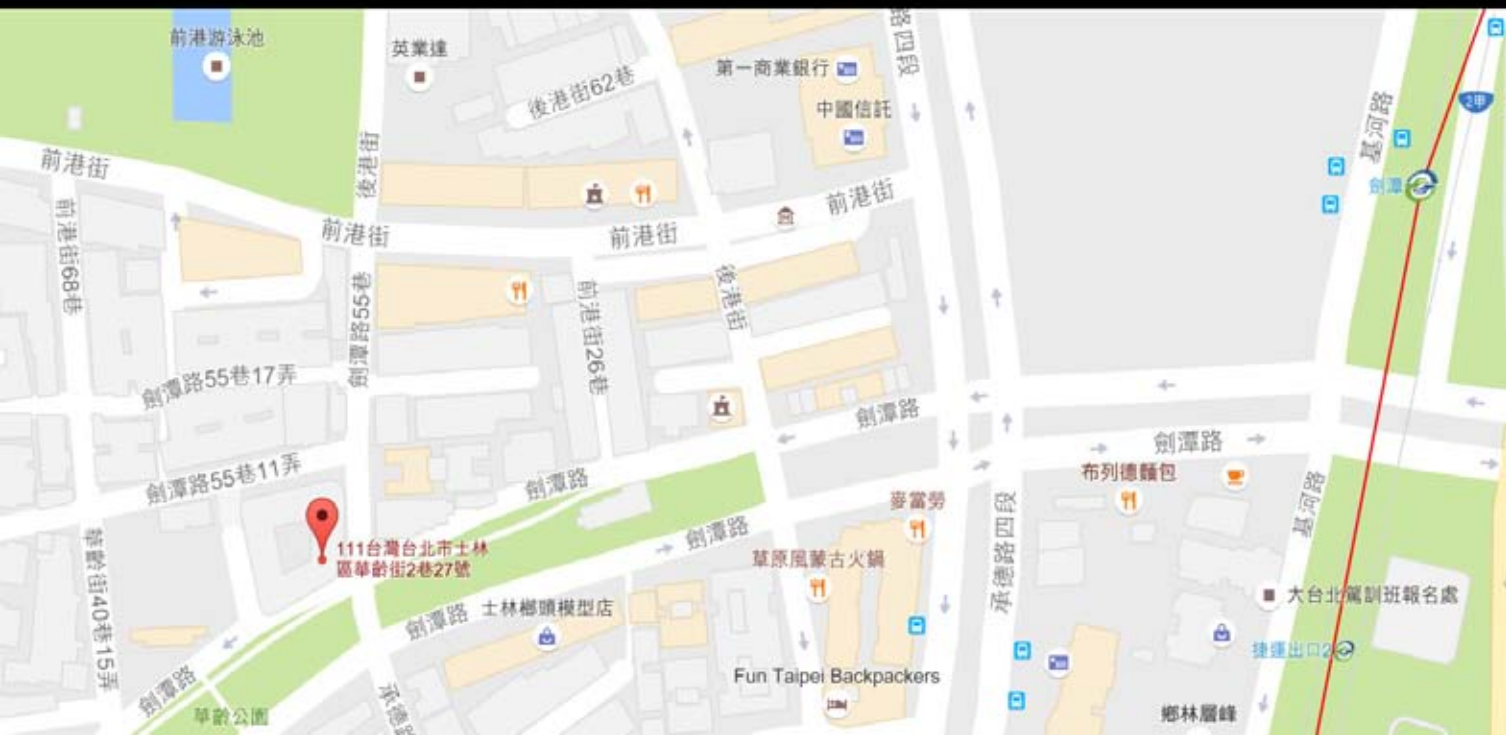 前港游泳池
英業達
後港街62巷
第一商業銀行
中國信託
路四段
基河路
2甲
前港街
前港街68巷
後港街
前港街
前港街
前港街
劍潭
劍潭路55巷
前港街26巷
後港街
劍潭路55巷17弄
劍潭路
劍潭路
劍潭路55巷11弄
劍潭路
布列德麵包
基河路
麥當勞
劍潭路
111台灣台北市士林
區華齡街2巷27號
草原風蒙古火鍋
承德路四段
華齡街40巷15弄
士林榔頭模型店
劍潭路
大台北駕訓班報名處
捷運出口2
Fun Taipei Backpackers
劍潭路
華齡公園
承德路
鄉林層峰